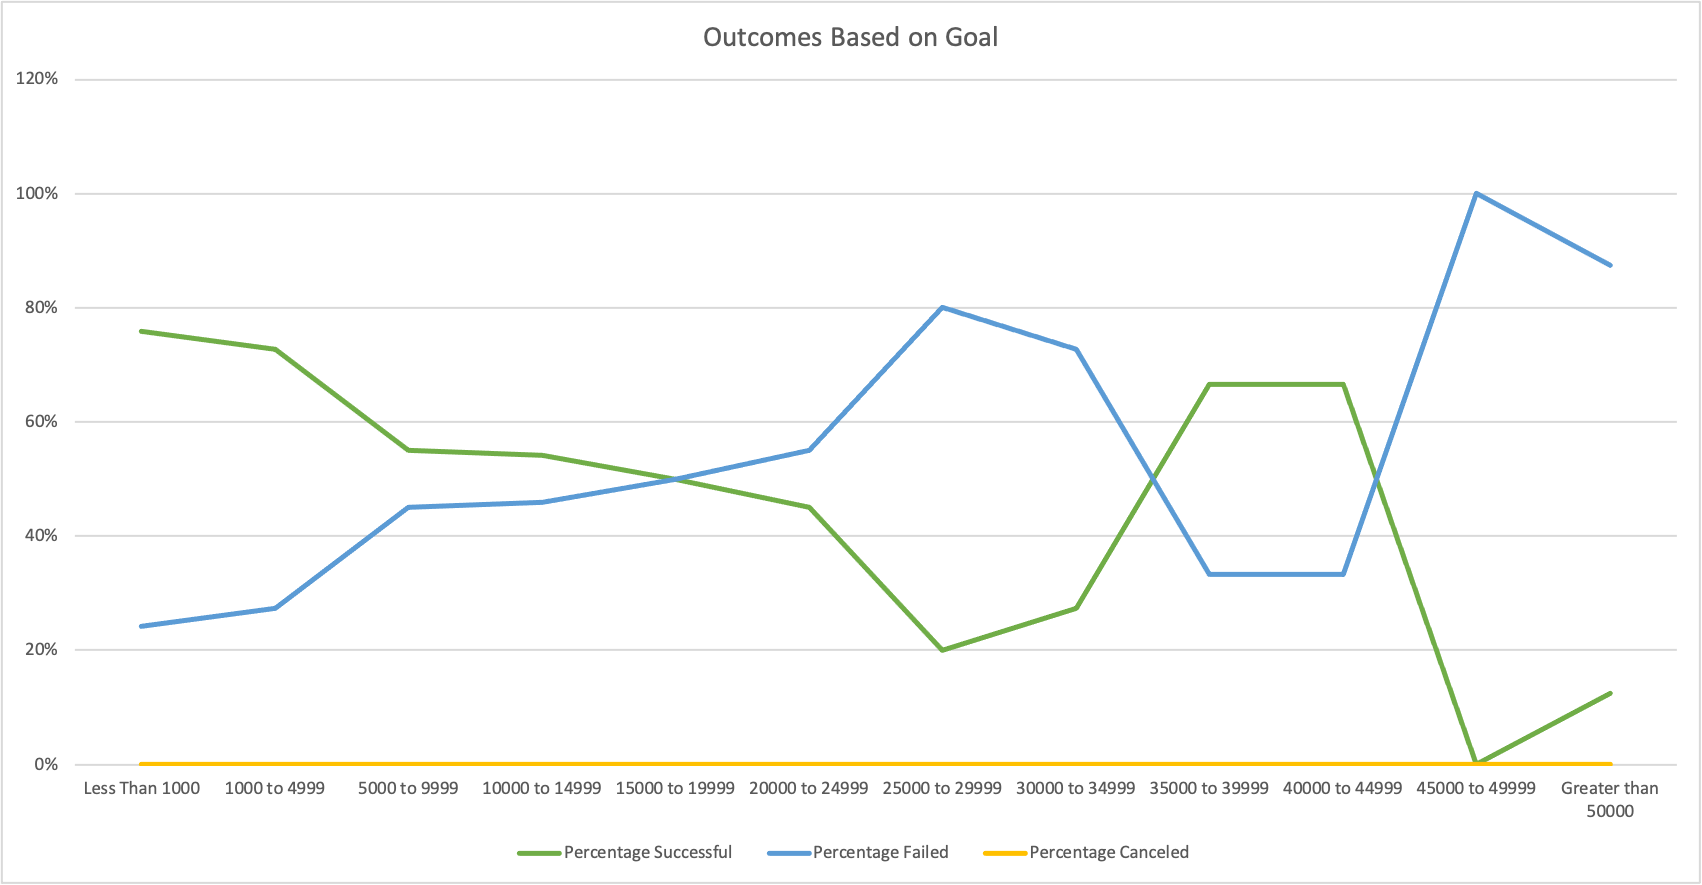 Outcomes Based on Goal
120%
100%
80%
60%
40%
20%
0%
Less Than 1000
1000 to 4999
5000 to 9999
10000 to 14999
15000 to 19999
20000 to 24999
25000 to 29999
30000 to 34999
35000 to 39999
40000 to 44999
45000 to 49999
Greater than
50000
Percentage Successful
Percentage Failed
Percentage Canceled